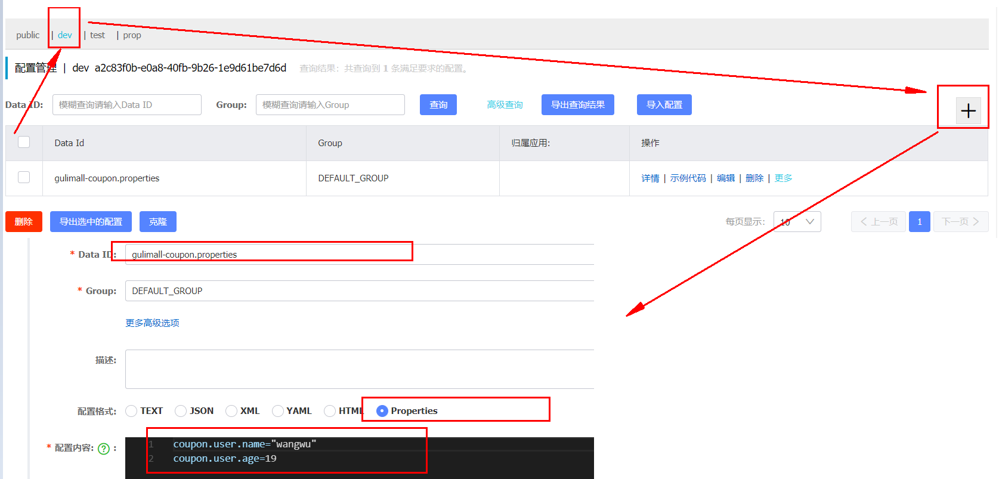 public | dev | test | prop
配置管理 | dev a2c83f0b-e0a8-40fb-9b26-1e9d61be7d6d 查询结果：共查询到 1 条满足要求的配置。
Data ID: 模糊查询请输入Data ID Group: 模糊查询请输入Group 查询 高级查询 导出查询结果 导入配置 +
Data Id Group 归属应用: 操作
gulimall-coupon.properties DEFAULT_GROUP 详情 | 示例代码 | 编辑 | 删除 | 更多
删除 导出选中的配置 克隆 每页显示: 10 < 上一页 1 下一页 >
* Data ID: gulimall-coupon.properties
* Group: DEFAULT_GROUP
更多高级选项
描述:
配置格式: TEXT JSON XML YAML HTML Properties
* 配置内容: ? :
1 coupon.user.name="wangwu"
2 coupon.user.age=19